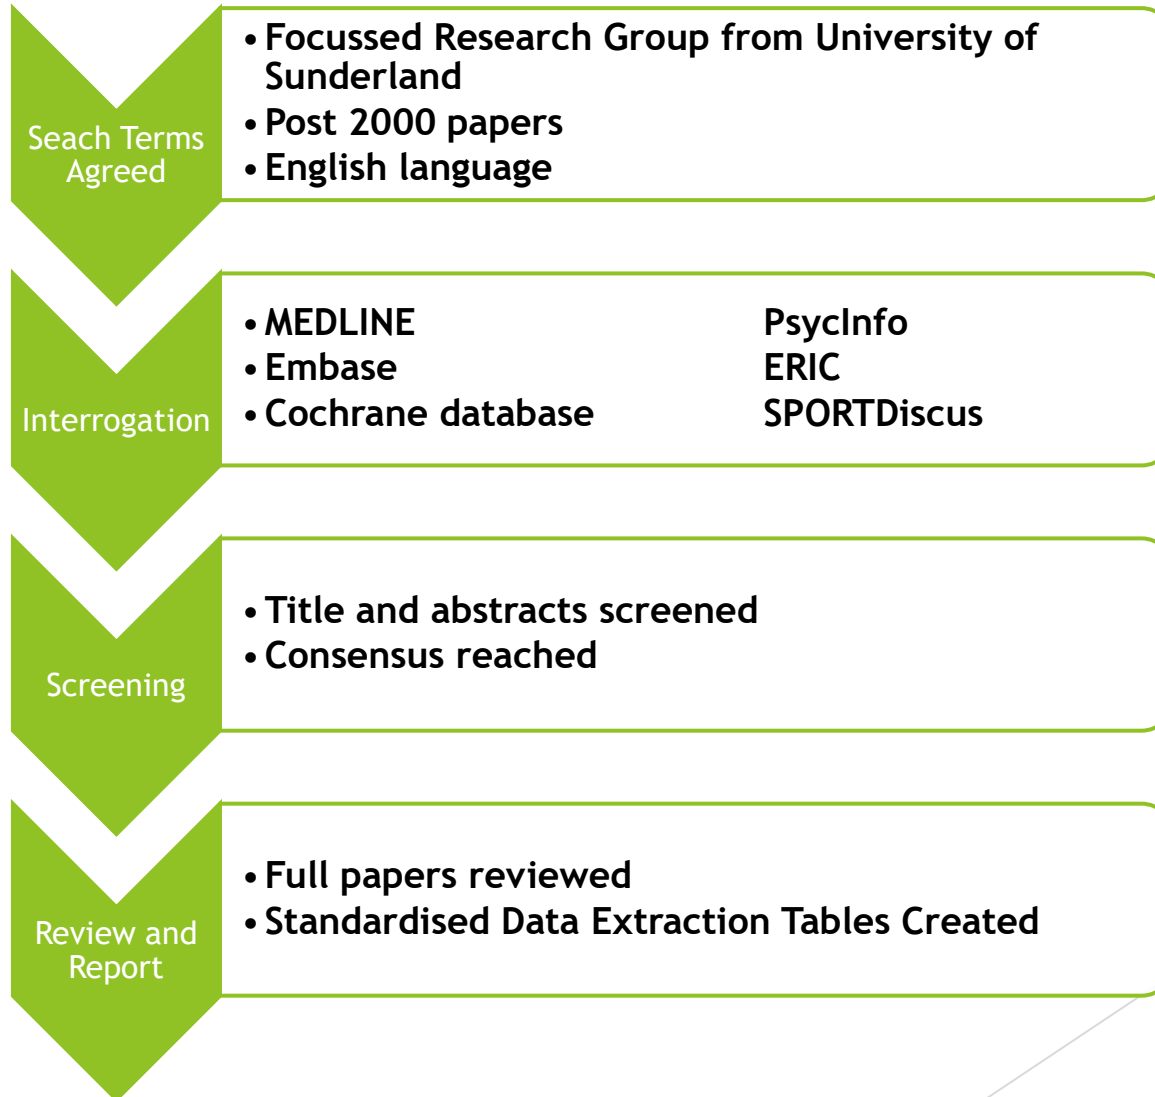 Seach Terms
Agreed
• Focussed Research Group from University of
Sunderland
• Post 2000 papers
• English language
Interrogation
• MEDLINE PsycInfo
• Embase ERIC
• Cochrane database SPORTDiscus
Screening
• Title and abstracts screened
• Consensus reached
Review and
Report
• Full papers reviewed
• Standardised Data Extraction Tables Created